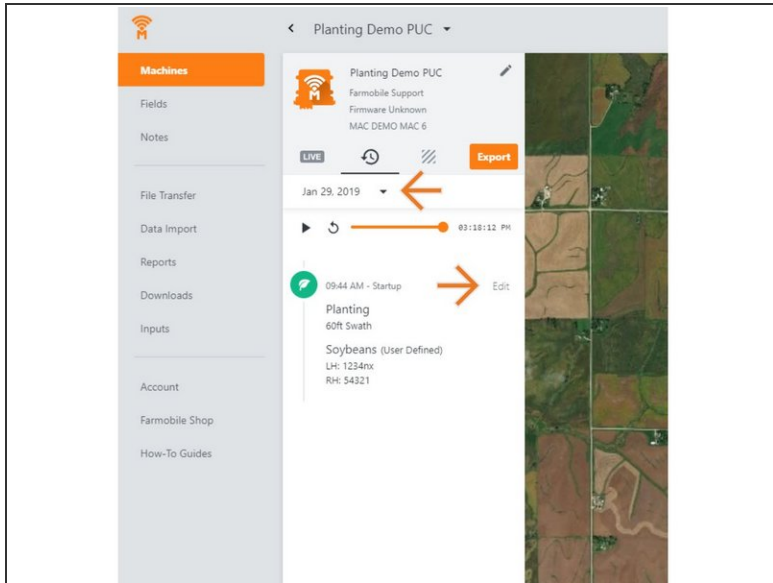 Planting Demo PUC
Machines
Fields
Notes
File Transfer
Data Import
Reports
Downloads
Inputs
Account
Farmobile Shop
How-To Guides
Planting Demo PUC
Farmobile Support
Firmware Unknown
MAC DEMO MAC 6
LIVE
Export
Jan 29, 2019
03:18:12 PM
09:44 AM - Startup Edit
Planting
60ft Swath
Soybeans (User Defined)
LH: 1234nx
RH: 54321